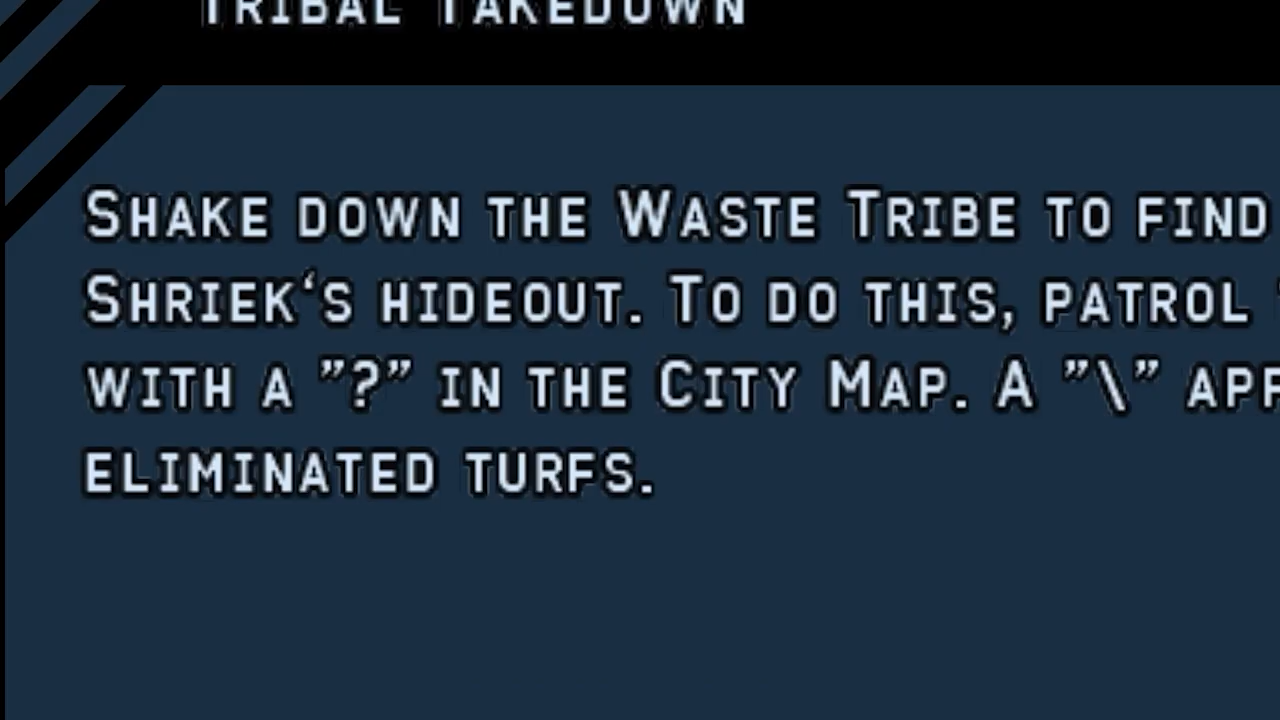 Tribal Takedown
Shake down the Waste Tribe to find
Shriek‘s hideout. To do this, patrol
with a ”?” in the City Map. A ”\”
eliminated turfs.